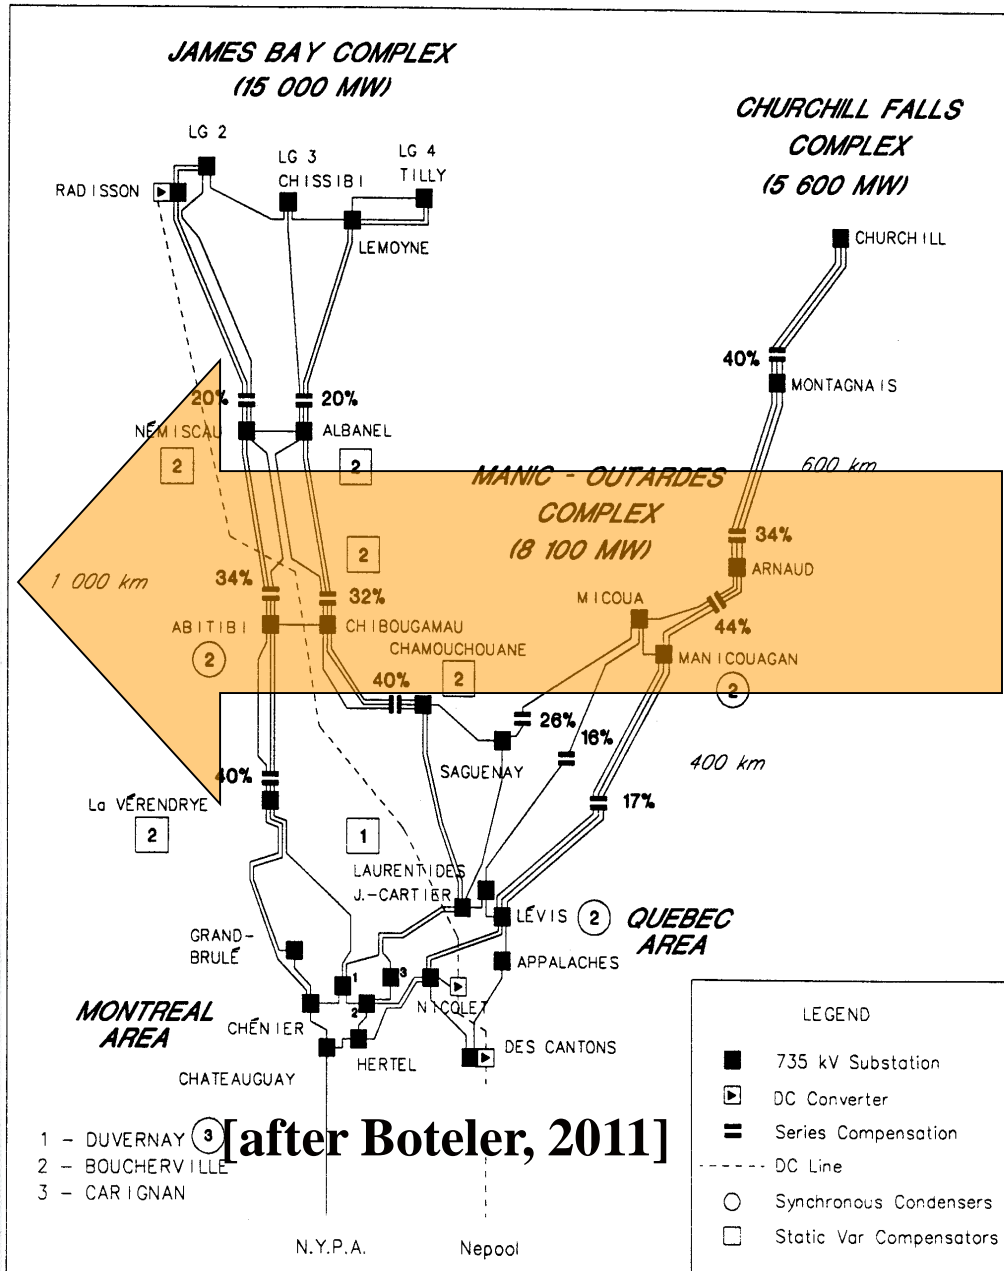 JAMES BAY COMPLEX
(15 000 MW)
CHURCHILL FALLS
COMPLEX
(5 600 MW)
LG 2
LG 3
CHISSIBI
LG 4
TILLY
RADISSON
LEMOYNE
CHURCHILL
40%
MONTAGNAIS
20%
20%
NÉMISCAU
ALBANEL
2
2
600 km
MANIC - OUTARDES
COMPLEX
(8 100 MW)
2
34%
ARNAUD
1 000 km
34%
32%
MICOUA
44%
ABITIBI
CHIBOUGAMAU
CHAMOUCHOUANE
MANICOUAGAN
2
2
2
40%
26%
16%
SAGUENAY
400 km
40%
17%
La VÉRENDRYE
2
1
LAURENTIDES
J.-CARTIER
LÉVIS
2
QUEBEC
AREA
GRAND-
BRULÉ
APPALACHES
1
3
2
NICOLET
MONTREAL
AREA
CHÉNIER
HERTEL
DES CANTONS
CHATEAUGUAY
LEGEND
735 kV Substation
DC Converter
Series Compensation
DC Line
Synchronous Condensers
Static Var Compensators
1 - DUVERNAY
3
2 - BOUCHERVILLE
3 - CARIGNAN
[after Boteler, 2011]
N.Y.P.A.
Nepool